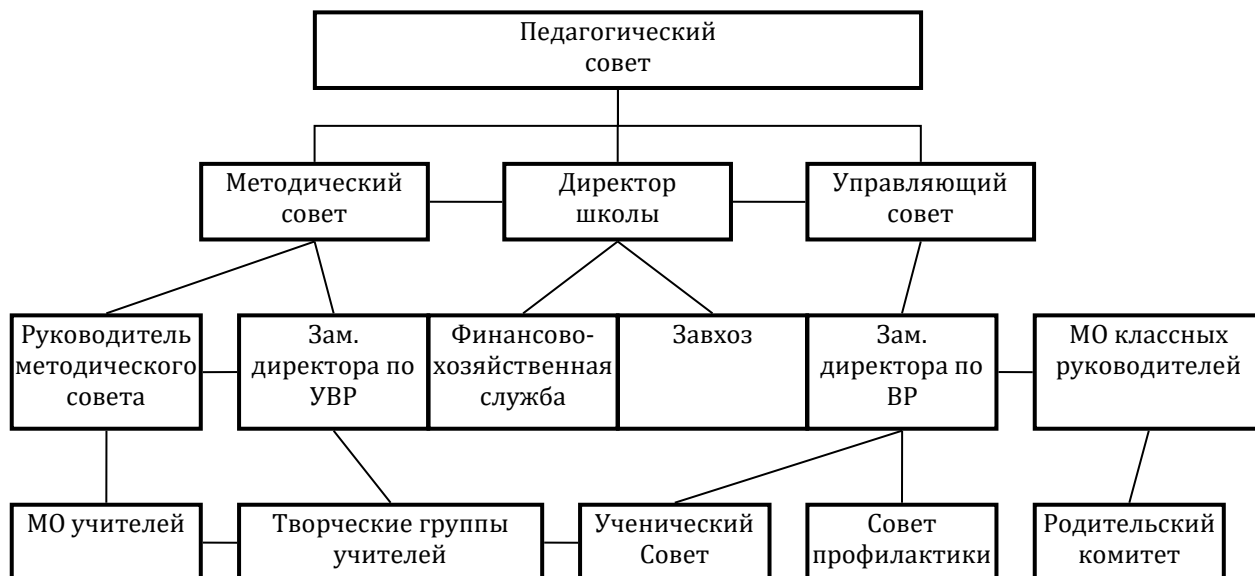 Педагогический
совет
Методический
совет
Директор
школы
Управляющий
совет
Руководитель
методического
совета
Зам.
директора по
УВР
Финансово-
хозяйственная
служба
Завхоз
Зам.
директора по
ВР
МО классных
руководителей
МО учителей
Творческие группы
учителей
Ученический
Совет
Совет
профилактики
Родительский
комитет